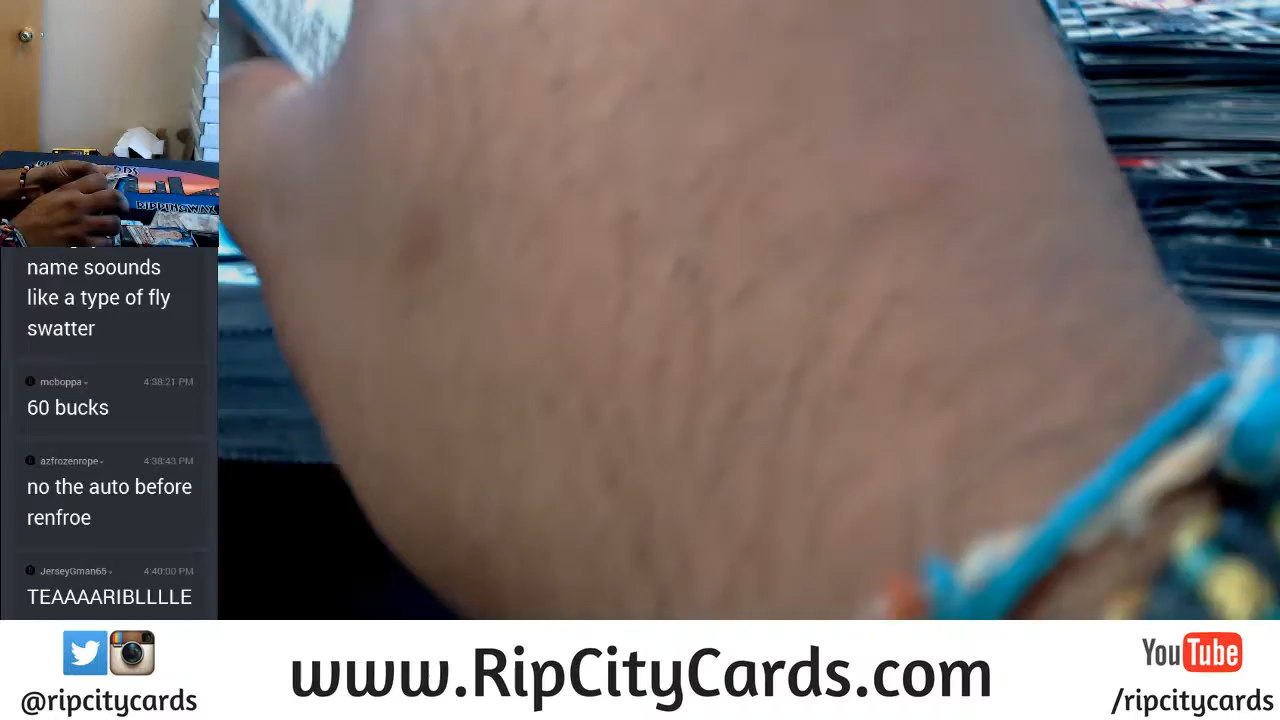 RIPPINGWAX
name soounds
like a type of fly
swatter
mcboppa
4:38:21 PM
60 bucks
azfrozenrope
4:38:43 PM
no the auto before
renfroe
JerseyGman65
4:40:00 PM
TEAAAARIBLLLLE
@ripcitycards
www.RipCityCards.com
YouTube
/ripcitycards